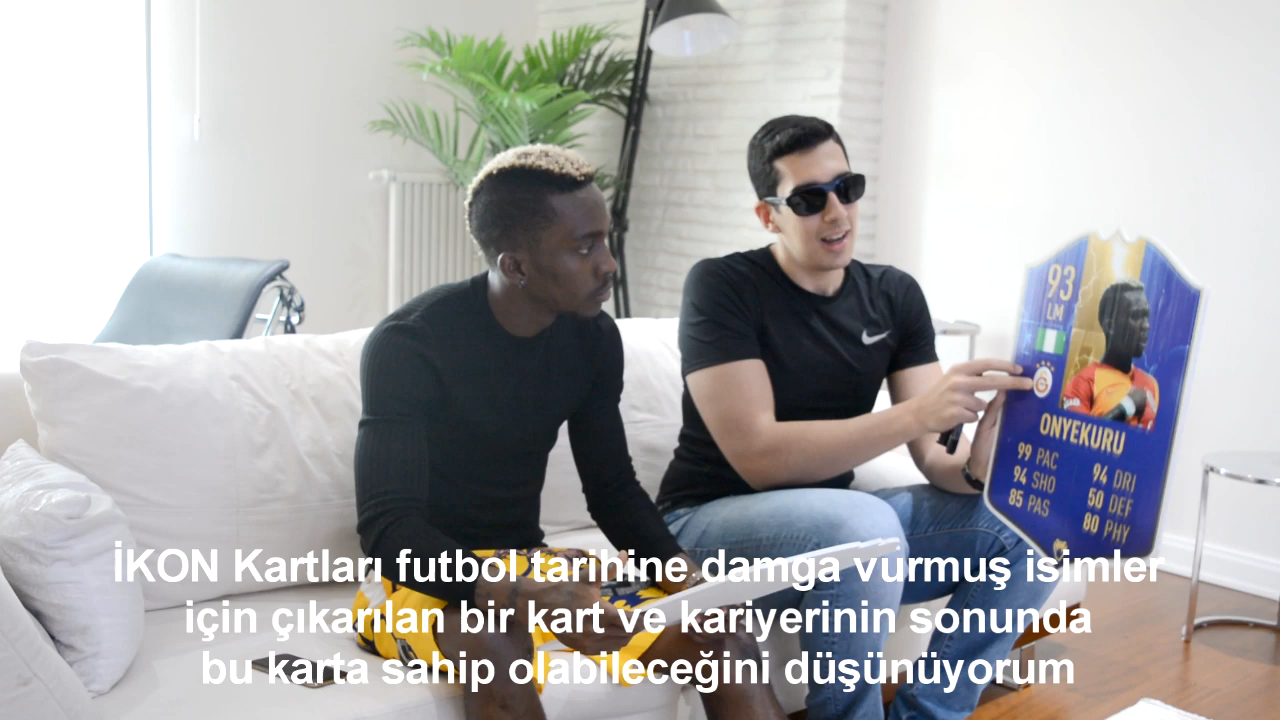 93
LM
ONYEKURU
99 PAC
94 SHO
85 PAS
94 DRI
50 DEF
80 PHY
İKON Kartları futbol tarihine damga vurmuş isimler
için çıkarılan bir kart ve kariyerinin sonunda
bu karta sahip olabileceğini düşünüyorum